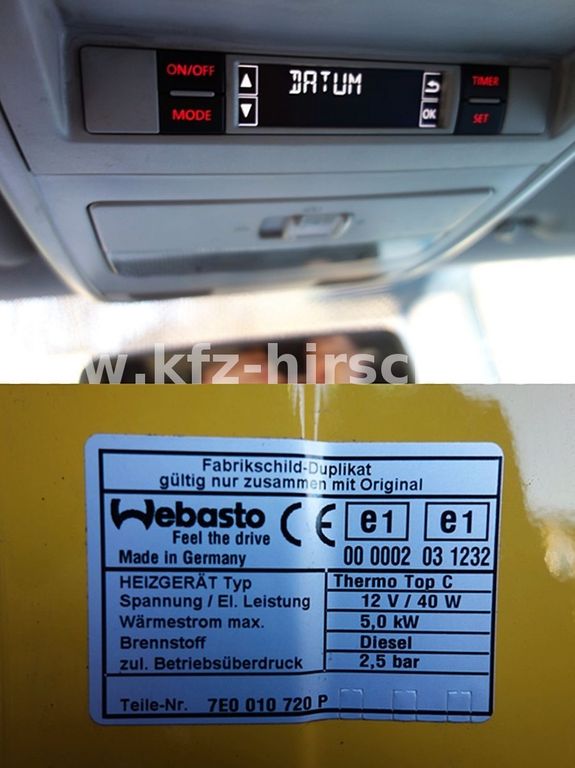 ON/OFF
DATUM
TIMER
MODE
OK
SET
www.kfz-hirsc
Fabrikschild-Duplikat
gültig nur zusammen mit Original
Webasto
Feel the drive
CE e1 e1
Made in Germany 00 0002 03 1232
HEIZGERÄT Typ Thermo Top C
Spannung / El. Leistung 12 V / 40 W
Wärmestrom max. 5,0 kW
Brennstoff Diesel
zul. Betriebsüberdruck 2,5 bar
Teile-Nr. 7E0 010 720 P